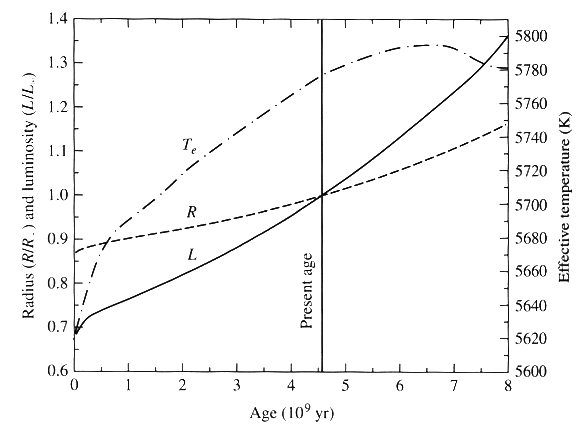 1.4
1.3
1.2
1.1
1.0
0.9
0.8
0.7
0.6
Radius (R/R☉) and luminosity (L/L☉)
Te
R
L
Present age
5800
5780
5760
5740
5720
5700
5680
5660
5640
5620
5600
Effective temperature (K)
0 1 2 3 4 5 6 7 8
Age (10⁹ yr)